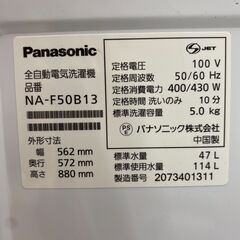 Panasonic
全自動電気洗濯機
品番
NA-F50B13
外形寸法
幅 562 mm
奥行 572 mm
高さ 880 mm
JET
定格電圧 100 V
定格周波数 50/60 Hz
定格消費電力 400/430 W
定格時間 洗いのみ 10 分
標準洗濯容量 5.0 kg
PS E
パナソニック株式会社
中国製
標準水量 47 L
標準使用水量 114 L
製造番号 2073401311